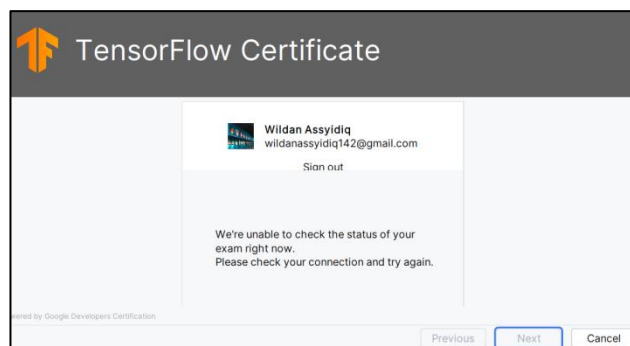 TensorFlow Certificate
Wildan Assyidiq
wildanassyidiq142@gmail.com
Sign out
We're unable to check the status of your
exam right now.
Please check your connection and try again.
wered by Google Developers Certification
Previous
Next
Cancel